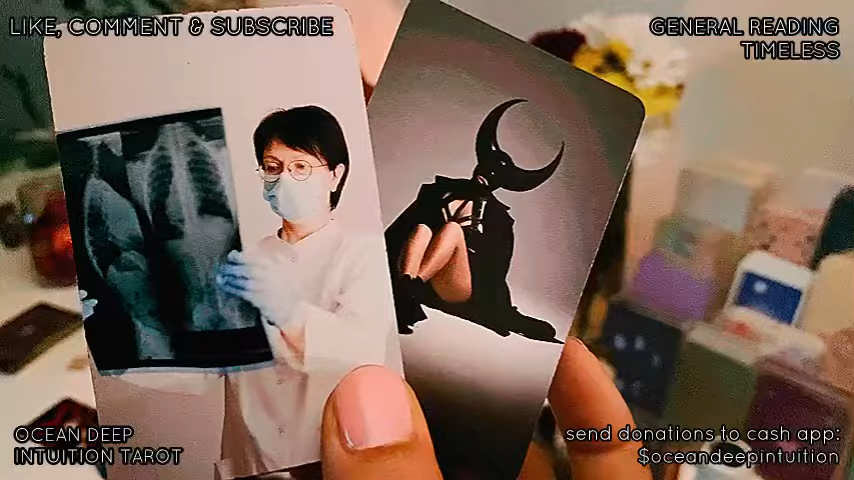 LIKE, COMMENT & SUBSCRIBE
GENERAL READING
TIMELESS
OCEAN DEEP
INTUITION TAROT
send donations to cash app:
$oceandeepintuition